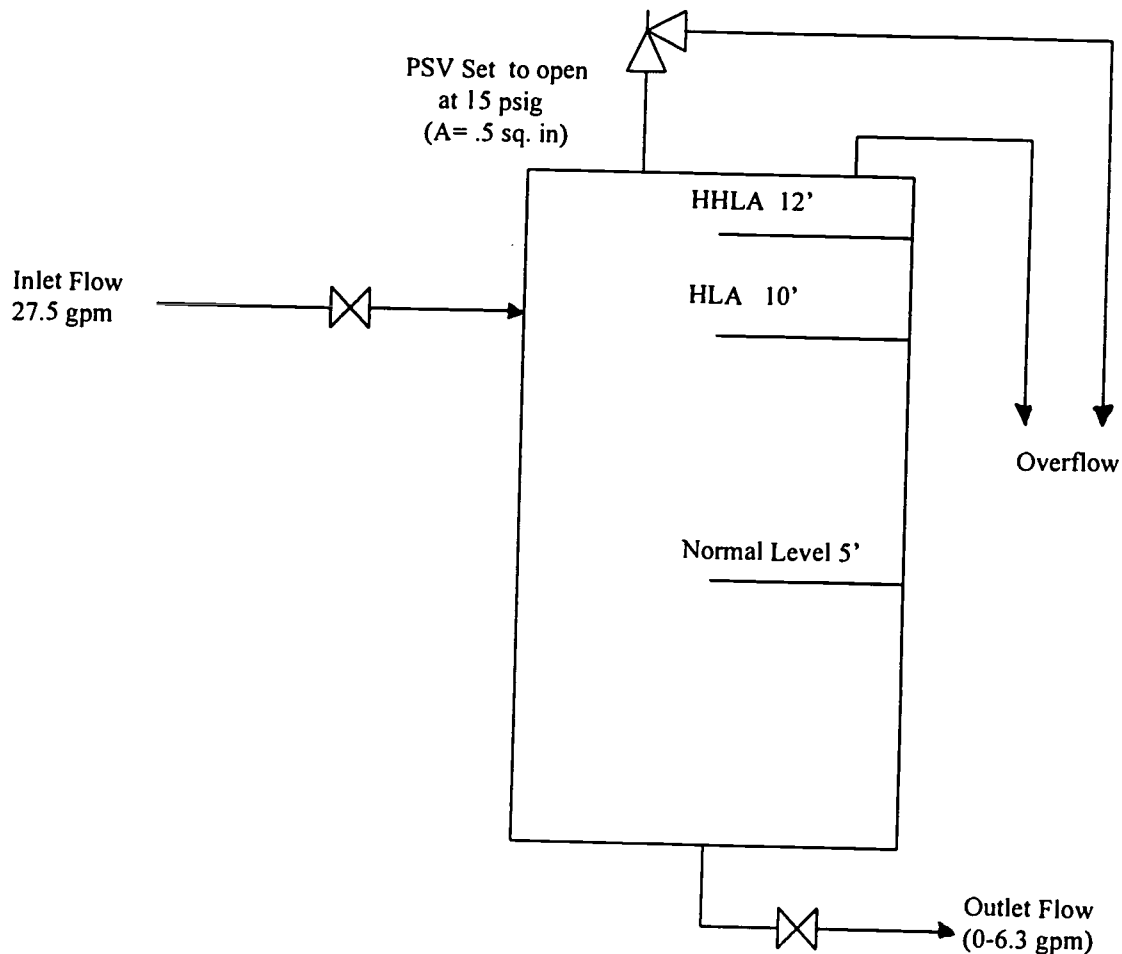 PSV Set to open
at 15 psig
(A= .5 sq. in)
HHLA 12’
Inlet Flow
27.5 gpm
HLA 10’
Overflow
Normal Level 5’
Outlet Flow
(0-6.3 gpm)